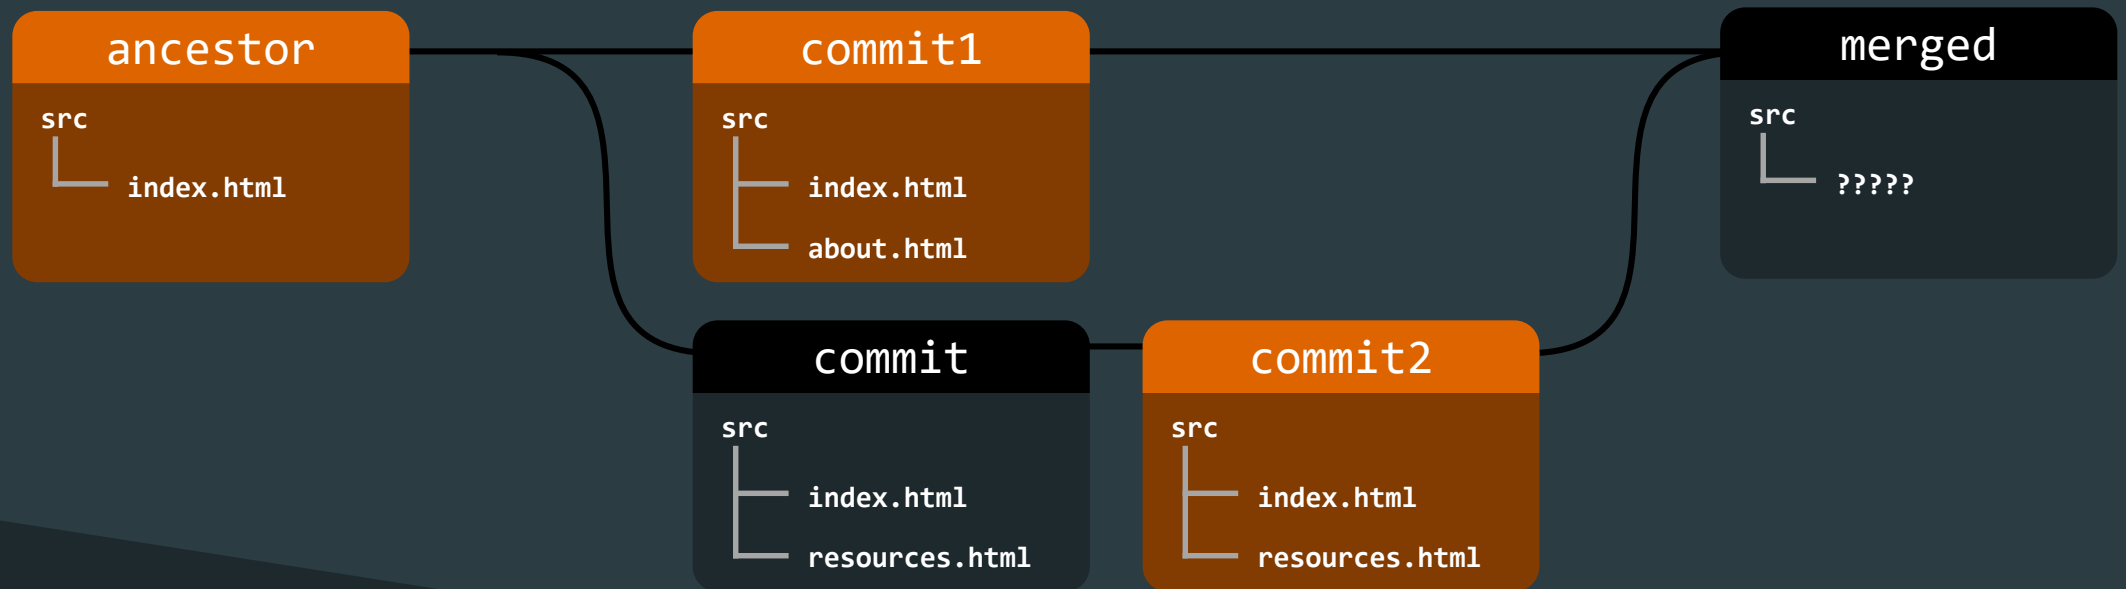 ancestor
src
index.html
commit1
src
index.html
about.html
merged
src
?????
commit
src
index.html
resources.html
commit2
src
index.html
resources.html